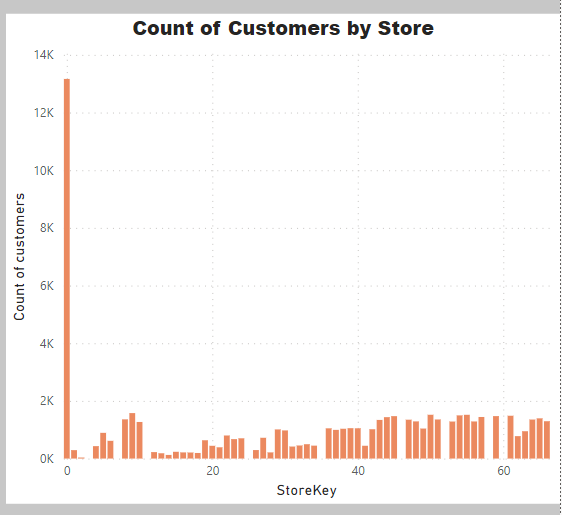 Count of Customers by Store
14K
12K
10K
8K
6K
4K
2K
0K
Count of customers
0 20 40 60
StoreKey